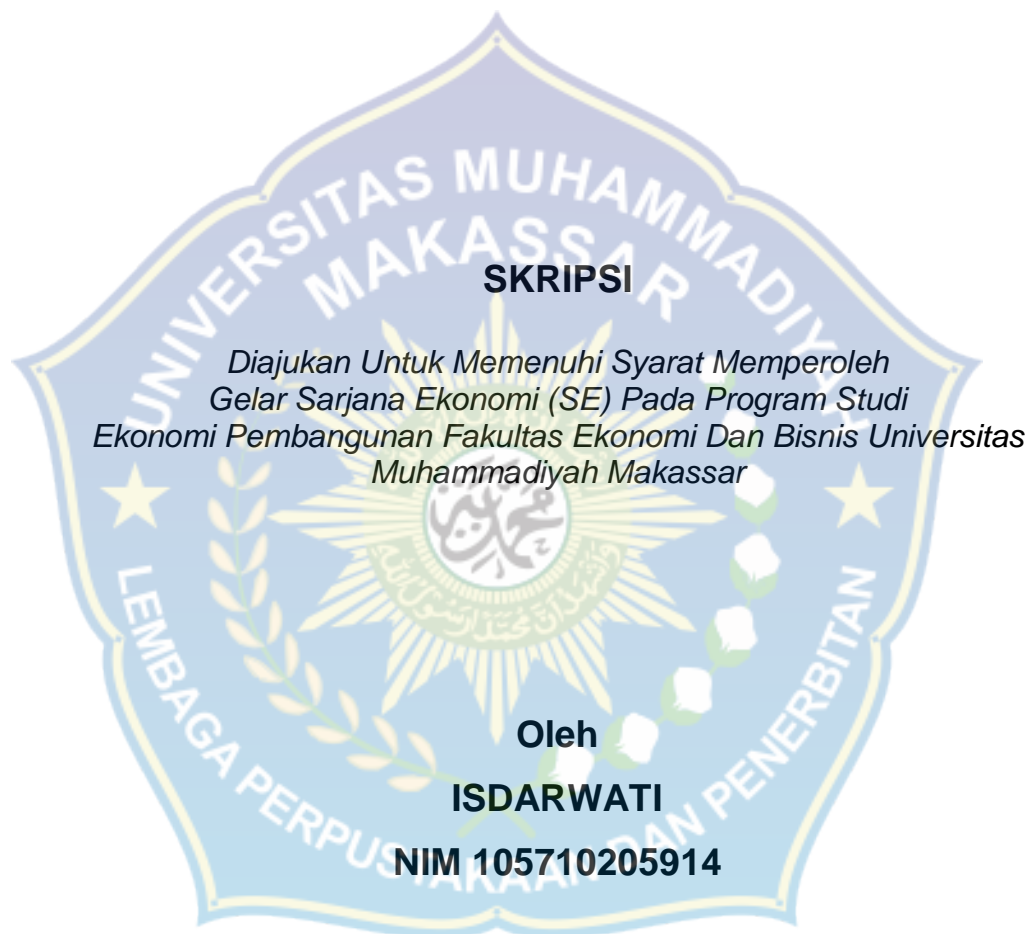 UNIVERSITAS MUHAMMADIYAH
MAKASSAR
SKRIPSI
Diajukan Untuk Memenuhi Syarat Memperoleh
Gelar Sarjana Ekonomi (SE) Pada Program Studi
Ekonomi Pembangunan Fakultas Ekonomi Dan Bisnis Universitas
Muhammadiyah Makassar
Oleh
ISDARWATI
NIM 105710205914
LEMBAGA PERPUSTAKAAN DAN PENERBITAN